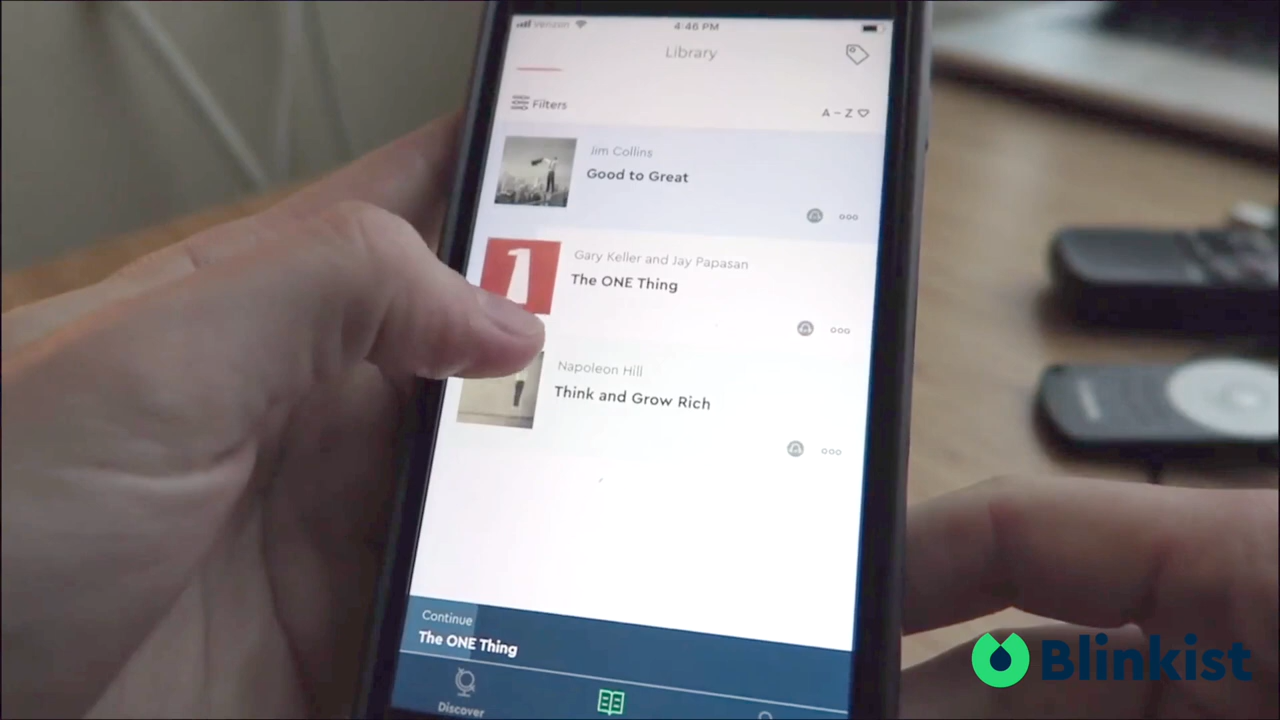 Verizon 4:46 PM
Library
Filters
A – Z
Jim Collins
Good to Great
Gary Keller and Jay Papasan
The ONE Thing
Napoleon Hill
Think and Grow Rich
Continue
The ONE Thing
Discover
Blinkist